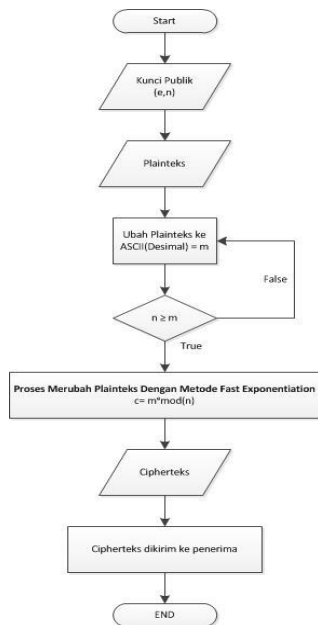 Start
Kunci Publik
(e,n)
Plainteks
Ubah Plainteks ke
ASCII(Desimal) = m
False
n ≥ m
True
Proses Merubah Plainteks Dengan Metode Fast Exponentiation
c= mᵉmod(n)
Cipherteks
Cipherteks dikirim ke penerima
END